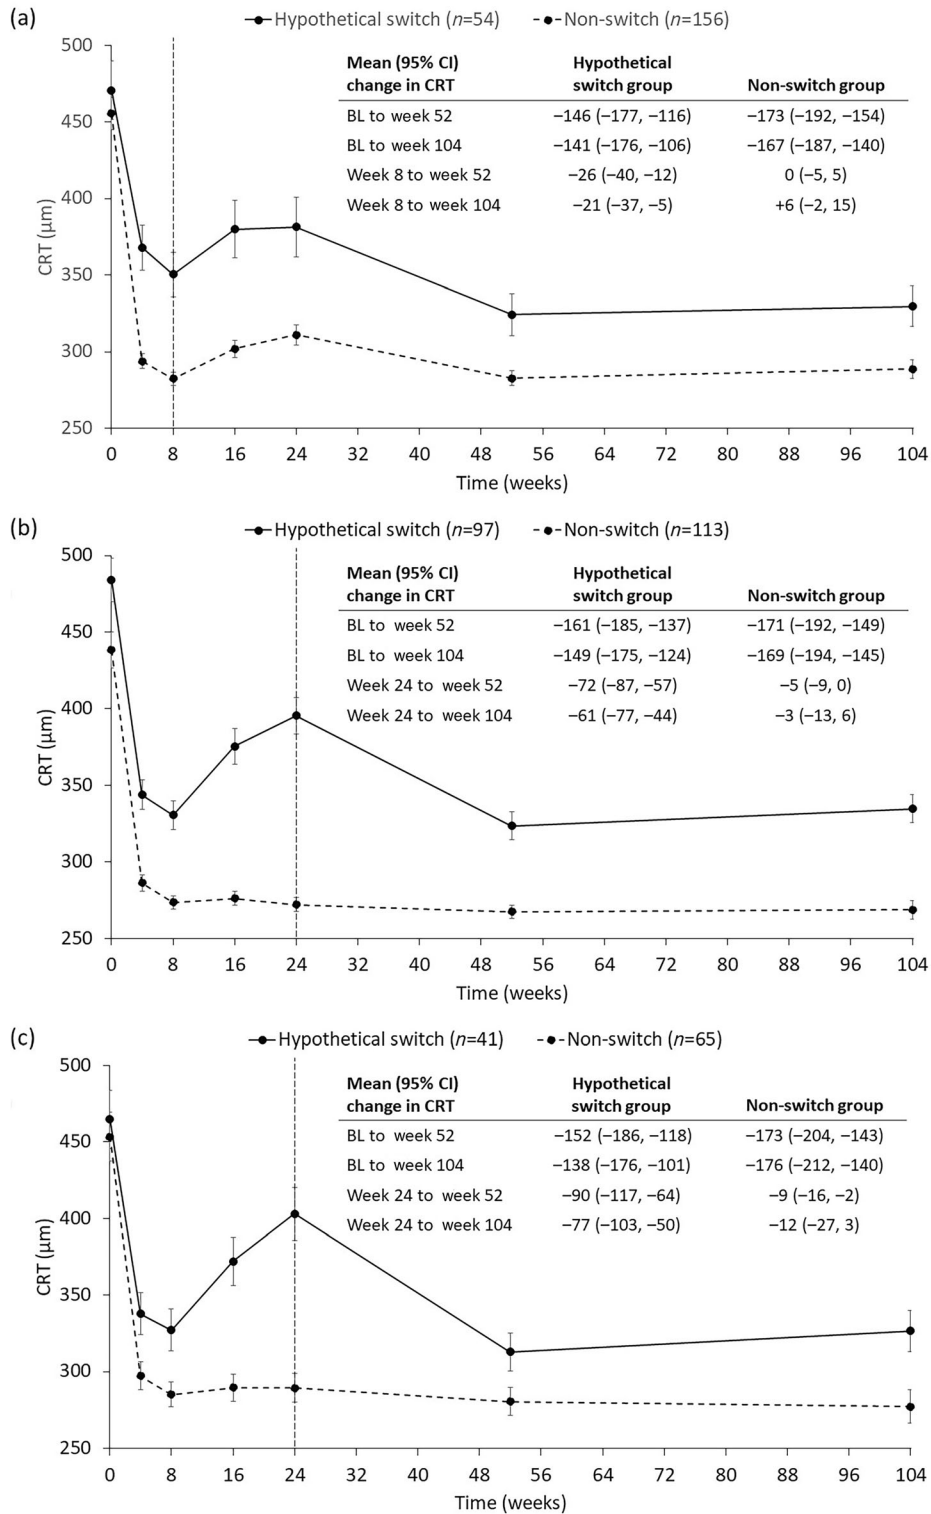 (a)
Hypothetical switch (n=54) Non-switch (n=156)
500
450
400
350
300
250
CRT (µm)
Mean (95% CI) change in CRT Hypothetical switch group Non-switch group
BL to week 52 −146 (−177, −116) −173 (−192, −154)
BL to week 104 −141 (−176, −106) −167 (−187, −140)
Week 8 to week 52 −26 (−40, −12) 0 (−5, 5)
Week 8 to week 104 −21 (−37, −5) +6 (−2, 15)
0 8 16 24 32 40 48 56 64 72 80 88 96 104
Time (weeks)
(b)
Hypothetical switch (n=97) Non-switch (n=113)
500
450
400
350
300
250
CRT (µm)
Mean (95% CI) change in CRT Hypothetical switch group Non-switch group
BL to week 52 −161 (−185, −137) −171 (−192, −149)
BL to week 104 −149 (−175, −124) −169 (−194, −145)
Week 24 to week 52 −72 (−87, −57) −5 (−9, 0)
Week 24 to week 104 −61 (−77, −44) −3 (−13, 6)
0 8 16 24 32 40 48 56 64 72 80 88 96 104
Time (weeks)
(c)
Hypothetical switch (n=41) Non-switch (n=65)
500
450
400
350
300
250
CRT (µm)
Mean (95% CI) change in CRT Hypothetical switch group Non-switch group
BL to week 52 −152 (−186, −118) −173 (−204, −143)
BL to week 104 −138 (−176, −101) −176 (−212, −140)
Week 24 to week 52 −90 (−117, −64) −9 (−16, −2)
Week 24 to week 104 −77 (−103, −50) −12 (−27, 3)
0 8 16 24 32 40 48 56 64 72 80 88 96 104
Time (weeks)